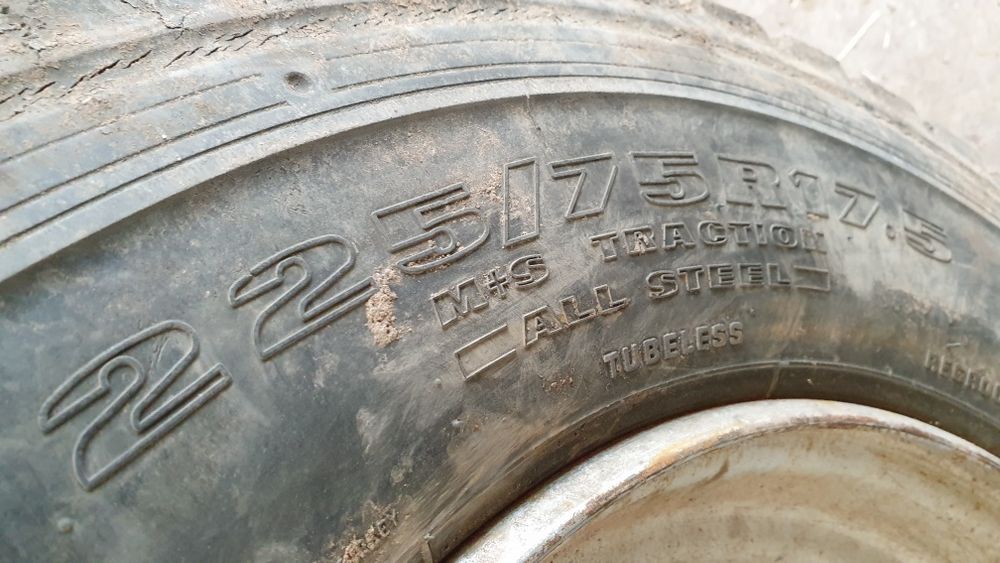 225/75R17.5
M+S TRACTION
ALL STEEL
TUBELESS